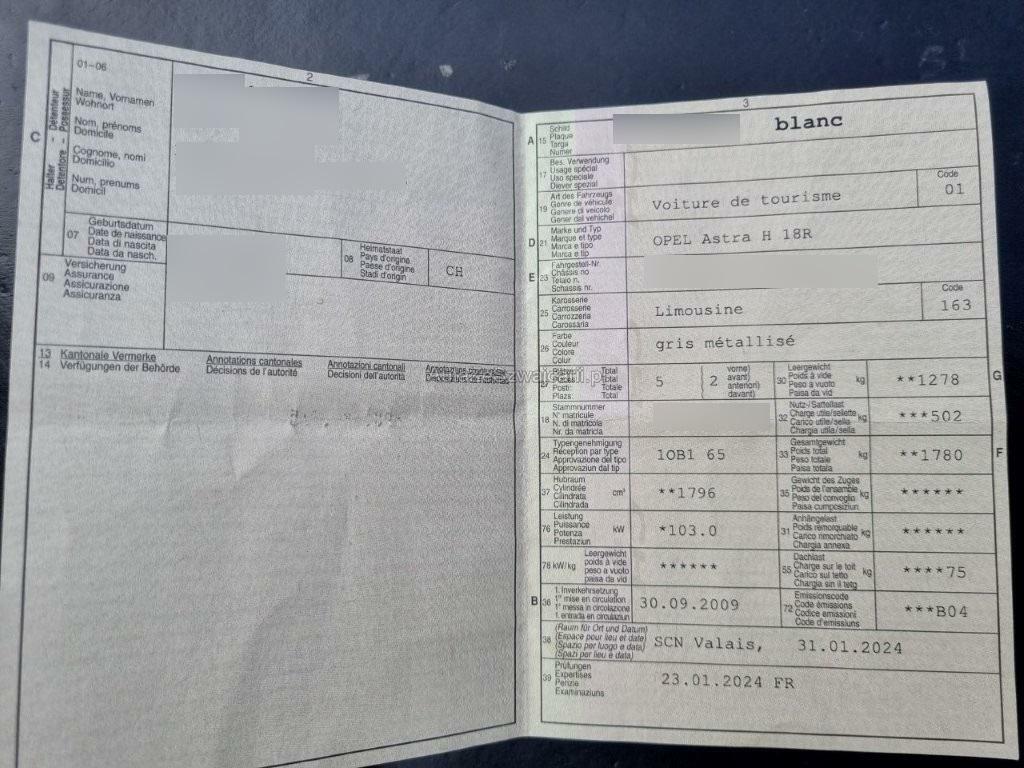 2
01-06
C
Halter - Détenteur
Detentore - Possessur
Name, Vornamen
Wohnort
Nom, prénoms
Domicile
Cognome, nomi
Domicilio
Num, prenums
Domicil
07
Geburtsdatum
Date de naissance
Data di nascita
Data da nasch.
08
Heimatstaat
Pays d'origine
Paese d'origine
Stadi d'origin
CH
09
Versicherung
Assurance
Assicurazione
Assicuranza
13 Kantonale Vermerke
14 Verfügungen der Behörde
Annotations cantonales
Décisions de l'autorité
Annotazioni cantonali
Decisioni dell'autorità
3
A 15
Schild
Plaque
Targa
Numer
blanc
17
Bes. Verwendung
Usage spécial
Uso speciale
Diever spezial
19
Art des Fahrzeugs
Genre de véhicule
Genere di veicolo
Gener dal vehichel
Voiture de tourisme
Code
01
D 21
Marke und Typ
Marque et type
Marca e tipo
Marca e tip
OPEL Astra H 18R
E 23
Fahrgestell-Nr.
Châssis no
Telaio n.
Schassis nr.
25
Karosserie
Carrosserie
Carrozzeria
Carossaria
Limousine
Code
163
26
Farbe
Couleur
Colore
Colur
gris métallisé
Total
Total
Posti: Totale
Plazs: Total
5
2
vorne)
avant)
anteriori)
davant)
30
Leergewicht
Poids à vide
Peso a vuoto
Paisa da vid
kg
**1278
G
18
Stammnummer
N° matricule
N. di matricola
Nr. da matricla
32
Nutz-/Sattellast
Charge utile/sellette
Carico utile/sella
Chargia utila/sella
kg
***502
24
Typengenehmigung
Réception par type
Approvazione del tipo
Approvaziun dal tip
1OB1 65
33
Gesamtgewicht
Poids total
Peso totale
Paisa totala
kg
**1780
F
37
Hubraum
Cylindrée
Cilindrata
Cilindrada
cm³
**1796
35
Gewicht des Zuges
Poids de l'ensemble
Peso del convoglio
Paisa cumposiziun
kg
******
76
Leistung
Puissance
Potenza
Prestaziun
kW
*103.0
31
Anhängelast
Poids remorquable
Carico rimorchiato
Chargia annexa
kg
******
78 kW/kg
Leergewicht
poids à vide
peso a vuoto
paisa da vid
******
55
Dachlast
Charge sur le toit
Carico sul tetto
Chargia sin il tetg
kg
****75
B 36
1. Inverkehrsetzung
1re mise en circulation
1a messa in circolazione
1. entrada en circulaziun
30.09.2009
72
Emissionscode
Code émissions
Codice emissioni
Code d'emissiuns
***B04
38
(Raum für Ort und Datum)
(Espace pour lieu et date)
(Spazio per luogo e data)
(Spazi per lieu e data)
SCN Valais, 31.01.2024
39
Prüfungen
Expertises
Perizie
Examinaziuns
23.01.2024 FR